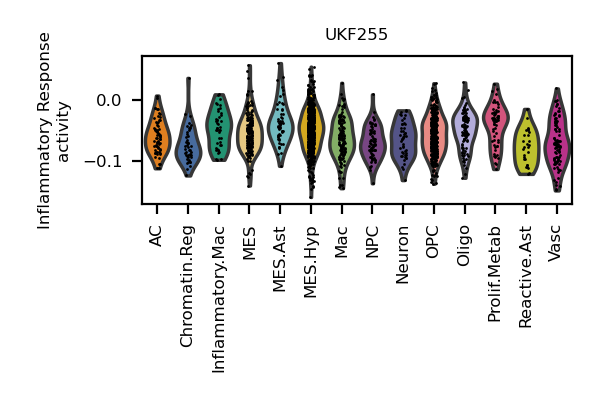 UKF255
Inflammatory Response
activity
0.0
−0.1
AC
Chromatin.Reg
Inflammatory.Mac
MES
MES.Ast
MES.Hyp
Mac
NPC
Neuron
OPC
Oligo
Prolif.Metab
Reactive.Ast
Vasc